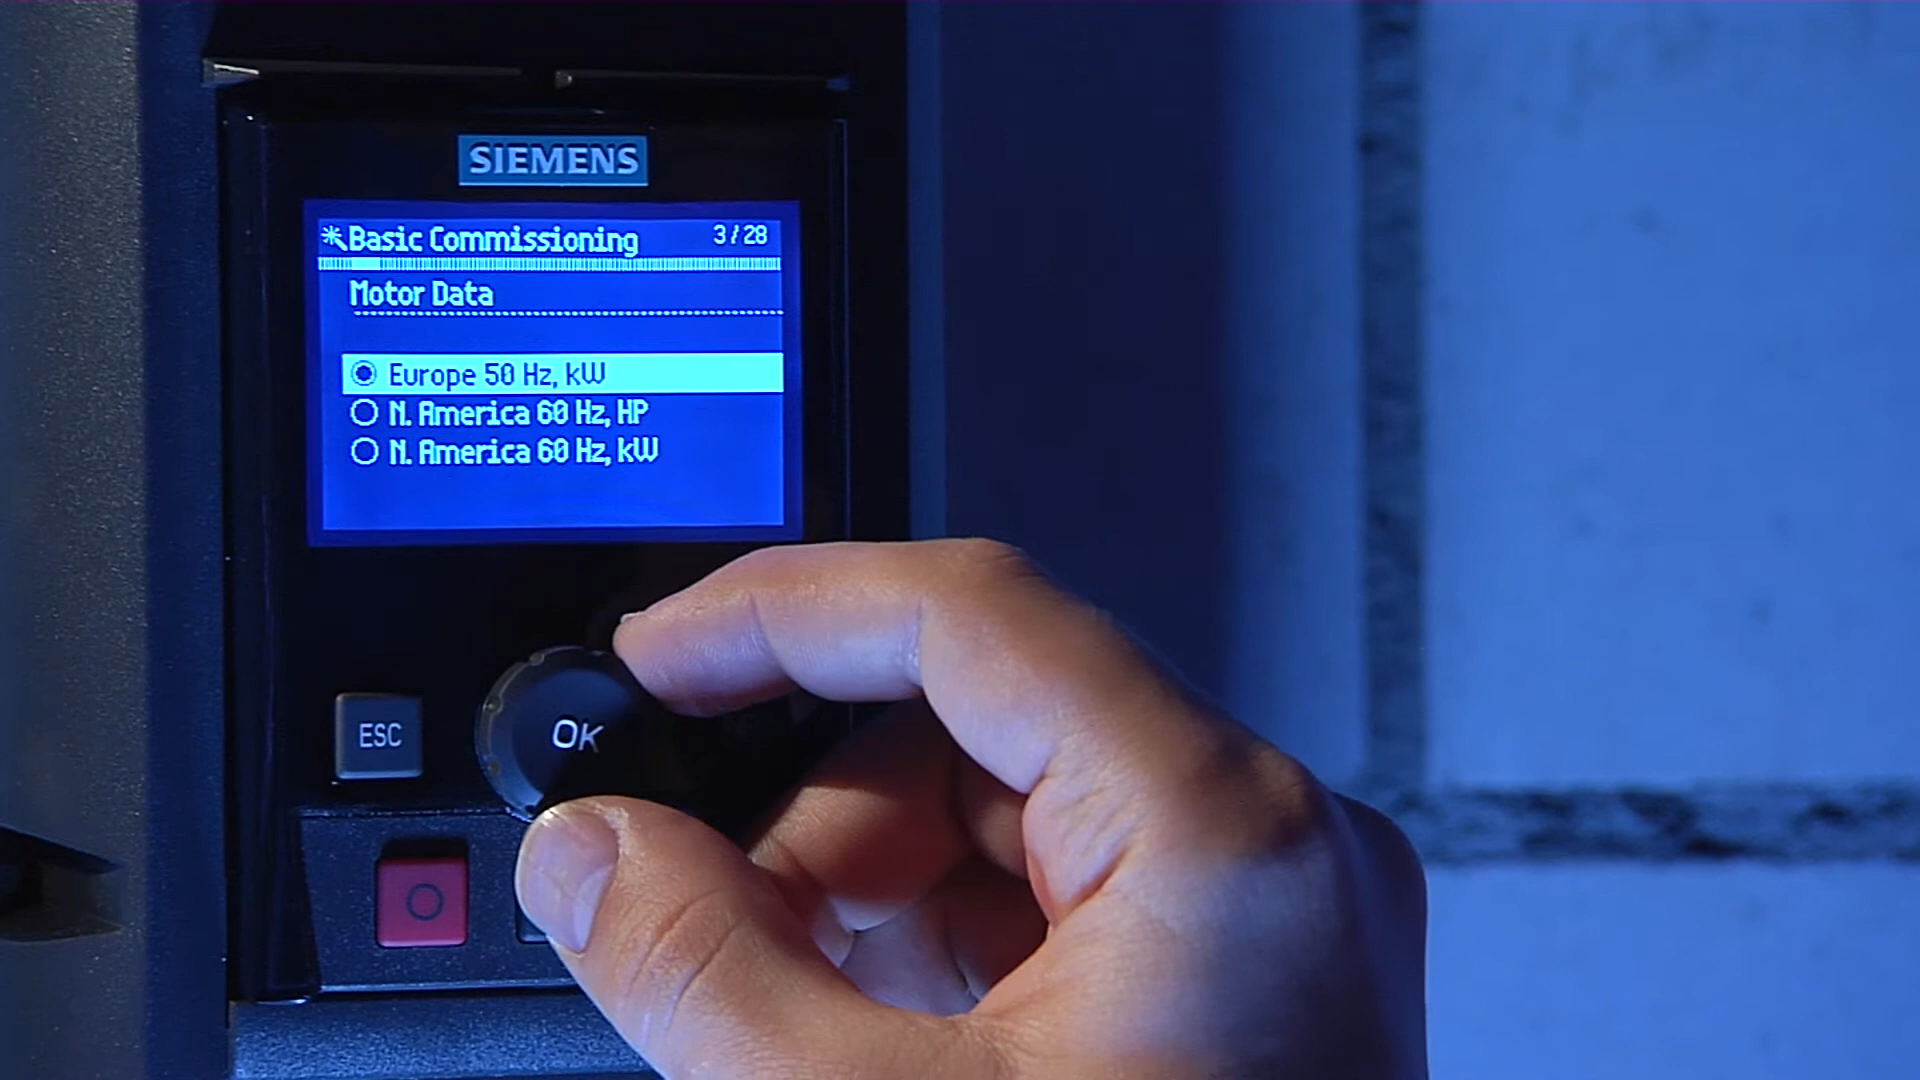 SIEMENS
Basic Commissioning 3/28
Motor Data
Europe 50 Hz, kW
N. America 60 Hz, HP
N. America 60 Hz, kW
ESC
OK